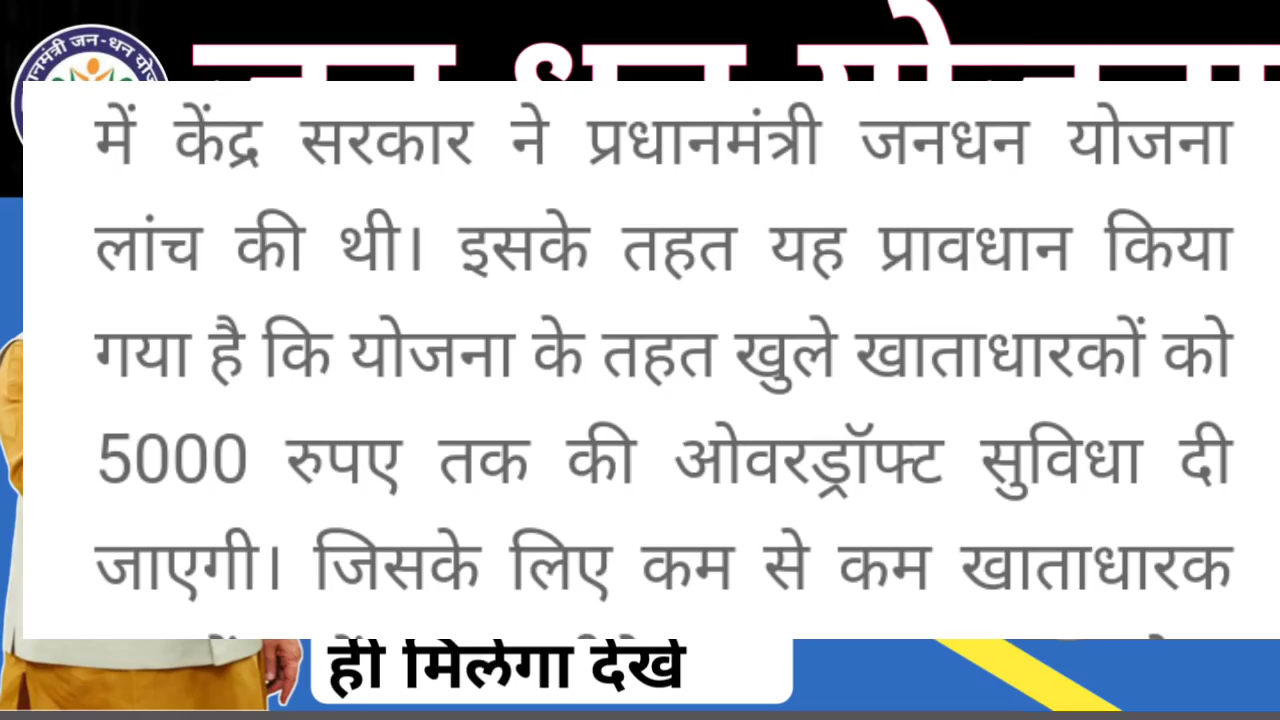 में केंद्र सरकार ने प्रधानमंत्री जनधन योजना
लांच की थी। इसके तहत यह प्रावधान किया
गया है कि योजना के तहत खुले खाताधारकों को
5000 रुपए तक की ओवरड्रॉफ्ट सुविधा दी
जाएगी। जिसके लिए कम से कम खाताधारक
ही मिलेगा देखे